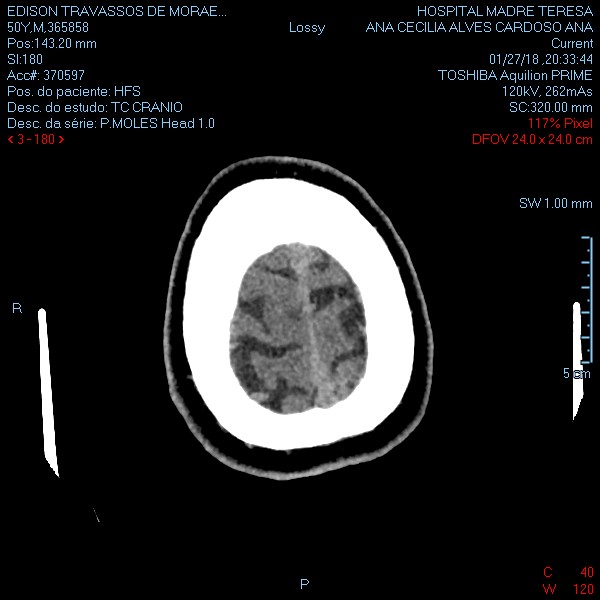 EDISON TRAVASSOS DE MORAE...
50Y,M,365858
Pos:143.20 mm
SI:180
Acc#: 370597
Pos. do paciente: HFS
Desc. do estudo: TC CRANIO
Desc. da série: P.MOLES Head 1.0
< 3 - 180 >
Lossy
HOSPITAL MADRE TERESA
ANA CECILIA ALVES CARDOSO ANA
Current
01/27/18 ,20:33:44
TOSHIBA Aquilion PRIME
120kV, 262mAs
SC:320.00 mm
117% Pixel
DFOV 24.0 x 24.0 cm
SW 1.00 mm
R
5 cm
P
C 40
W 120